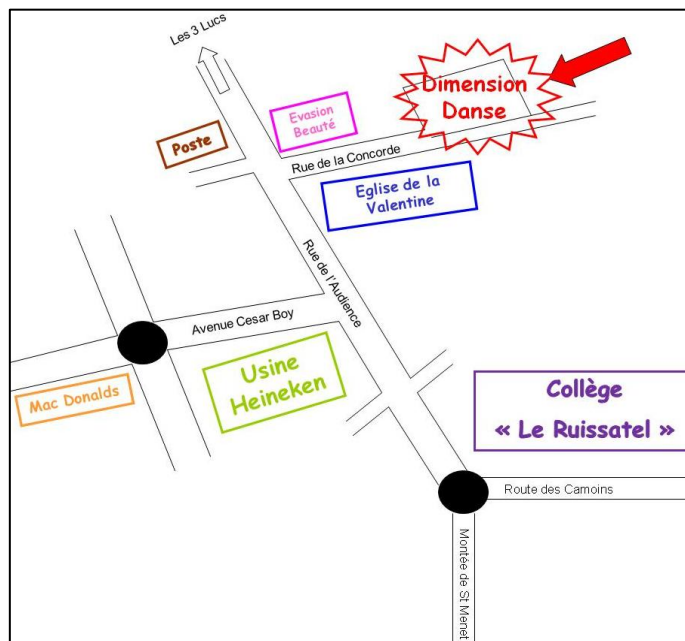 Les 3 Lucs
Dimension
Danse
Evasion
Beauté
Poste
Rue de la Concorde
Eglise de la
Valentine
Rue de l'Audience
Avenue Cesar Boy
Usine
Heineken
Mac Donalds
Collège
« Le Ruissatel »
Route des Camoins
Montée de St Menet